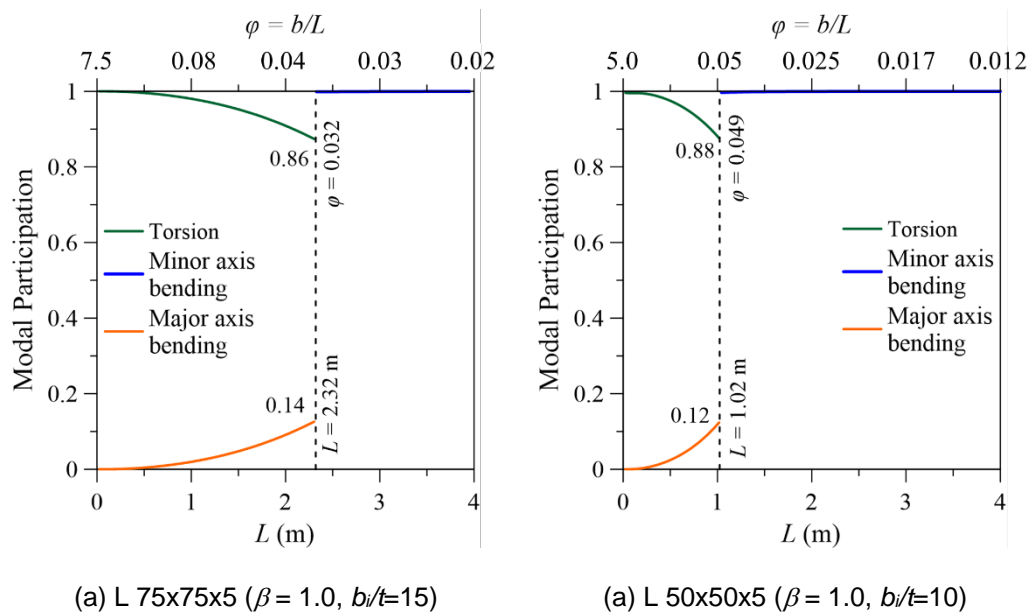 φ = b/L
7.5 0.08 0.04 0.03 0.02
1
0.8
0.6
0.4
0.2
0
Modal Participation
0.86
φ = 0.032
Torsion
Minor axis
bending
Major axis
bending
0.14
L = 2.32 m
0 1 2 3 4
L (m)
(a) L 75x75x5 (β = 1.0, bi/t=15)
φ = b/L
5.0 0.05 0.025 0.017 0.012
1
0.8
0.6
0.4
0.2
0
Modal Participation
0.88
φ = 0.049
Torsion
Minor axis
bending
Major axis
bending
0.12
L = 1.02 m
0 1 2 3 4
L (m)
(a) L 50x50x5 (β = 1.0, bi/t=10)